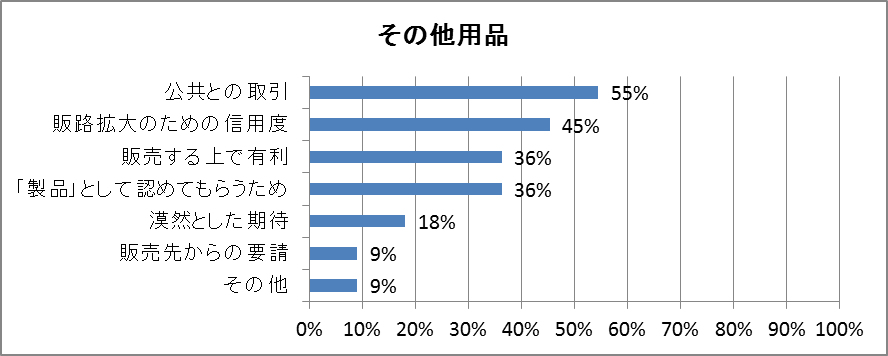 その他用品
公共との取引
55%
販路拡大のための信用度
45%
販売する上で有利
36%
「製品」として認めてもらうため
36%
漠然とした期待
18%
販売先からの要請
9%
その他
9%
0% 10% 20% 30% 40% 50% 60% 70% 80% 90% 100%